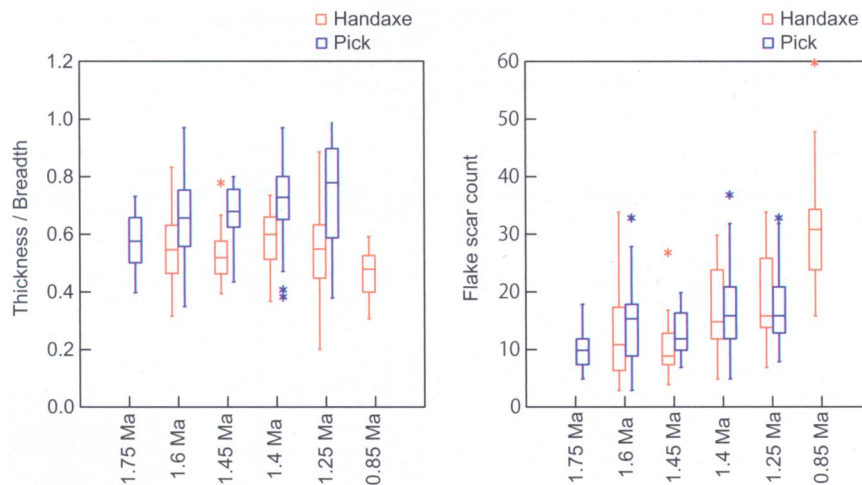 Handaxe
Pick
Thickness / Breadth
1.2
1.0
0.8
0.6
0.4
0.2
0.0
1.75 Ma
1.6 Ma
1.45 Ma
1.4 Ma
1.25 Ma
0.85 Ma
Handaxe
Pick
Flake scar count
60
50
40
30
20
10
0
1.75 Ma
1.6 Ma
1.45 Ma
1.4 Ma
1.25 Ma
0.85 Ma